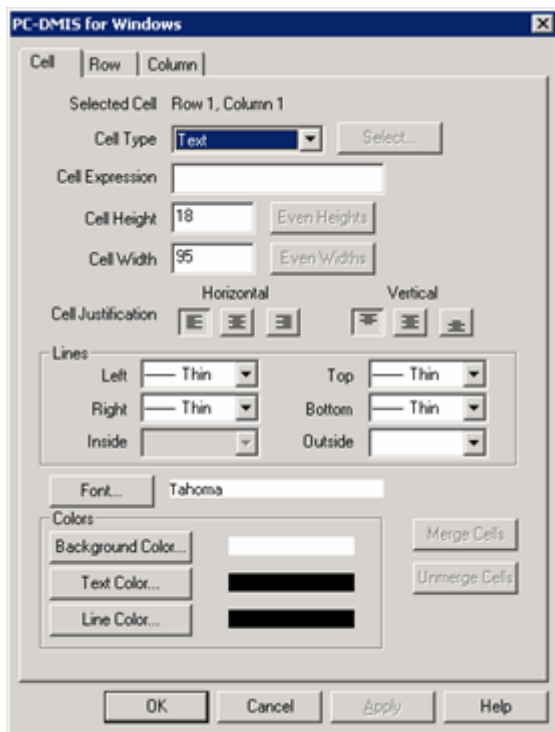 PC-DMIS for Windows
Cell Row Column
Selected Cell Row 1, Column 1
Cell Type Text Select...
Cell Expression
Cell Height 18 Even Heights
Cell Width 95 Even Widths
Horizontal Vertical
Cell Justification
Lines
Left Thin Top Thin
Right Thin Bottom Thin
Inside Outside
Font... Tahoma
Colors
Background Color... Merge Cells
Text Color... Unmerge Cells
Line Color...
OK Cancel Apply Help